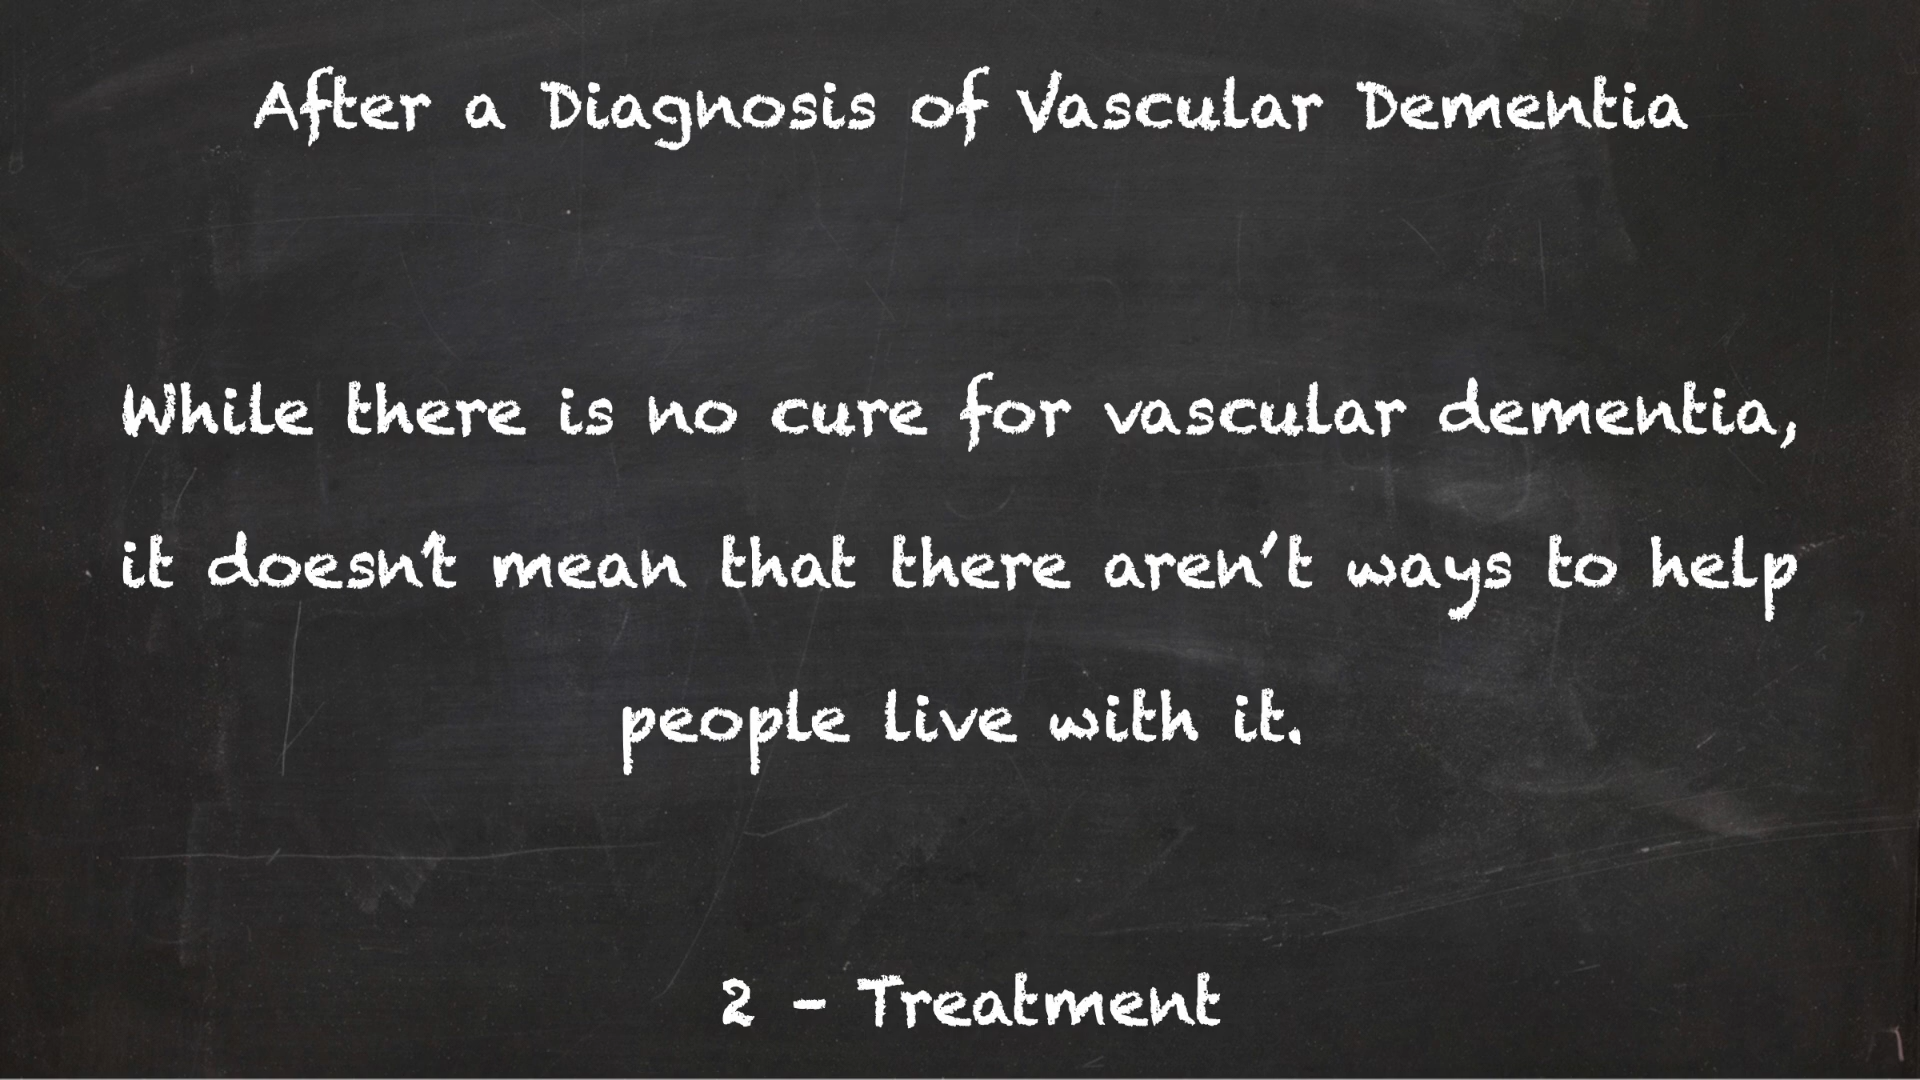 After a Diagnosis of Vascular Dementia
While there is no cure for vascular dementia,
it doesn't mean that there aren’t ways to help
people live with it.
2 - Treatment